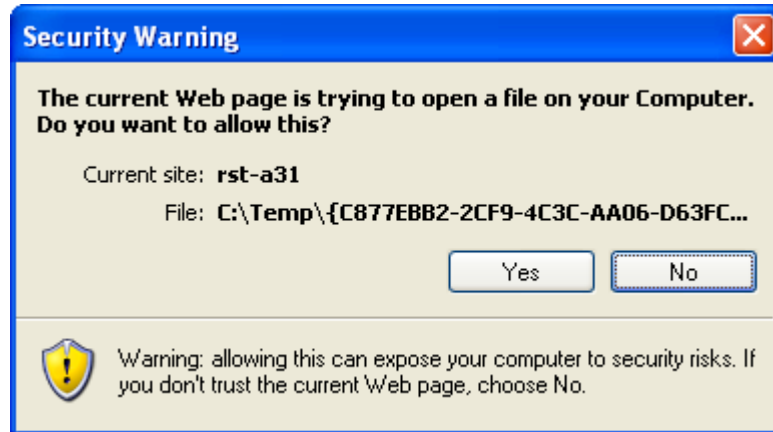 Security Warning
The current Web page is trying to open a file on your Computer.
Do you want to allow this?
Current site: rst-a31
File: C:\Temp\{C877EBB2-2CF9-4C3C-AA06-D63FC...
Yes
No
Warning: allowing this can expose your computer to security risks. If
you don't trust the current Web page, choose No.